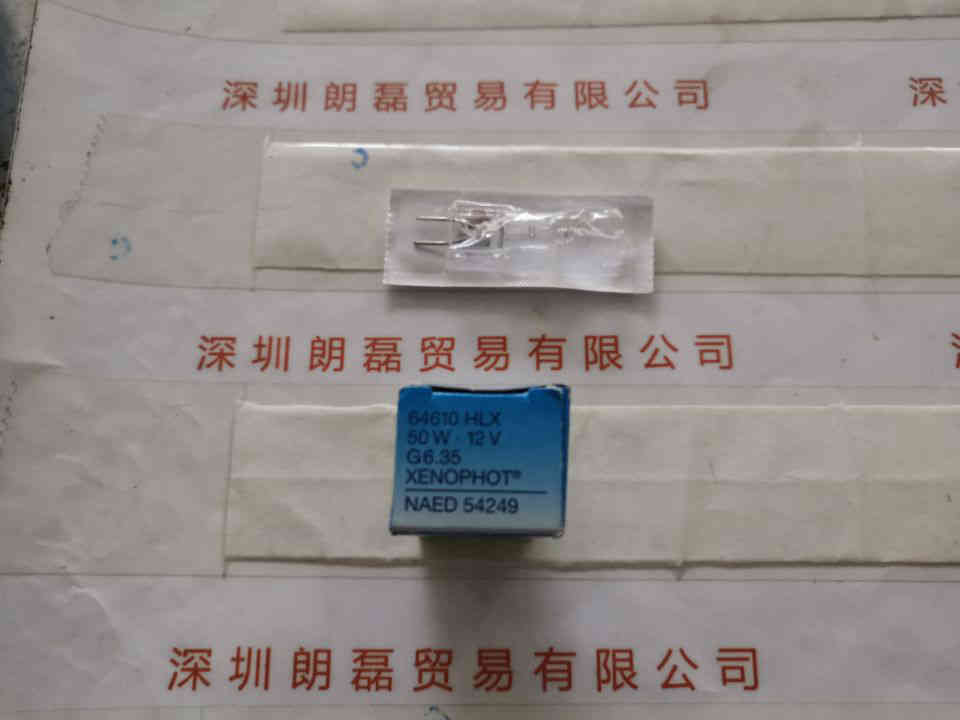 深圳朗磊贸易有限公司
深
深圳朗磊贸易有限公司
64610 HLX
50 W · 12 V
G6.35
XENOPHOT®
NAED 54249
深圳朗磊贸易有限公司